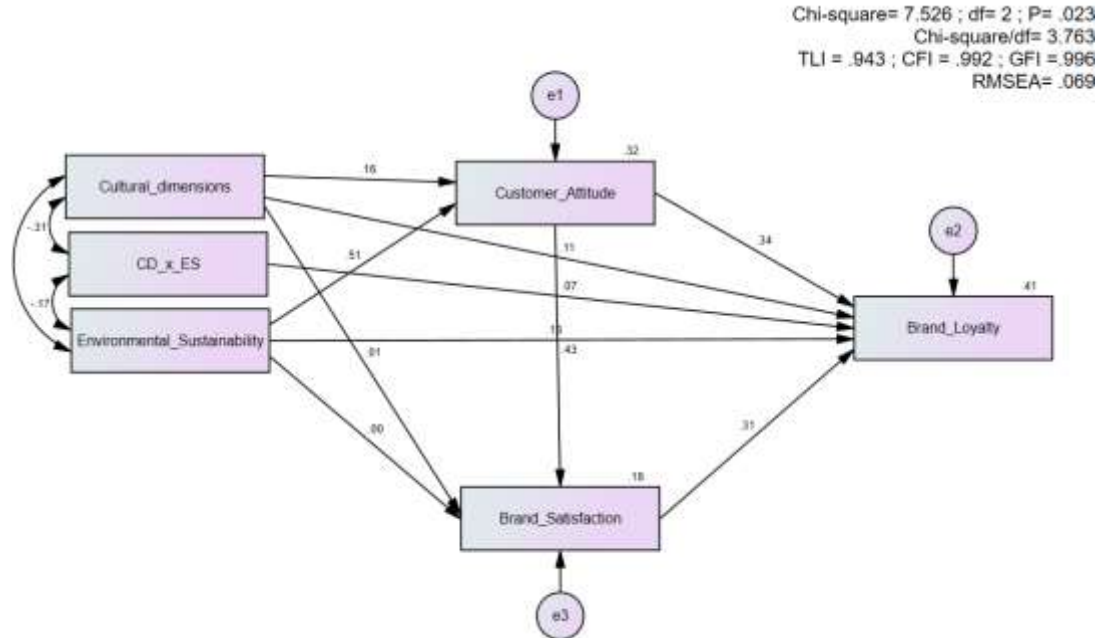 Chi-square= 7.526 ; df= 2 ; P= .023
Chi-square/df= 3.763
TLI = .943 ; CFI = .992 ; GFI =.996
RMSEA= .069
e1
.32
Cultural_dimensions
.16
Customer_Attitude
-.31
e2
CD_x_ES
.51
.11
.34
.07
.41
-.17
Environmental_Sustainability
Brand_Loyalty
.01
.43
.00
.31
.18
Brand_Satisfaction
e3